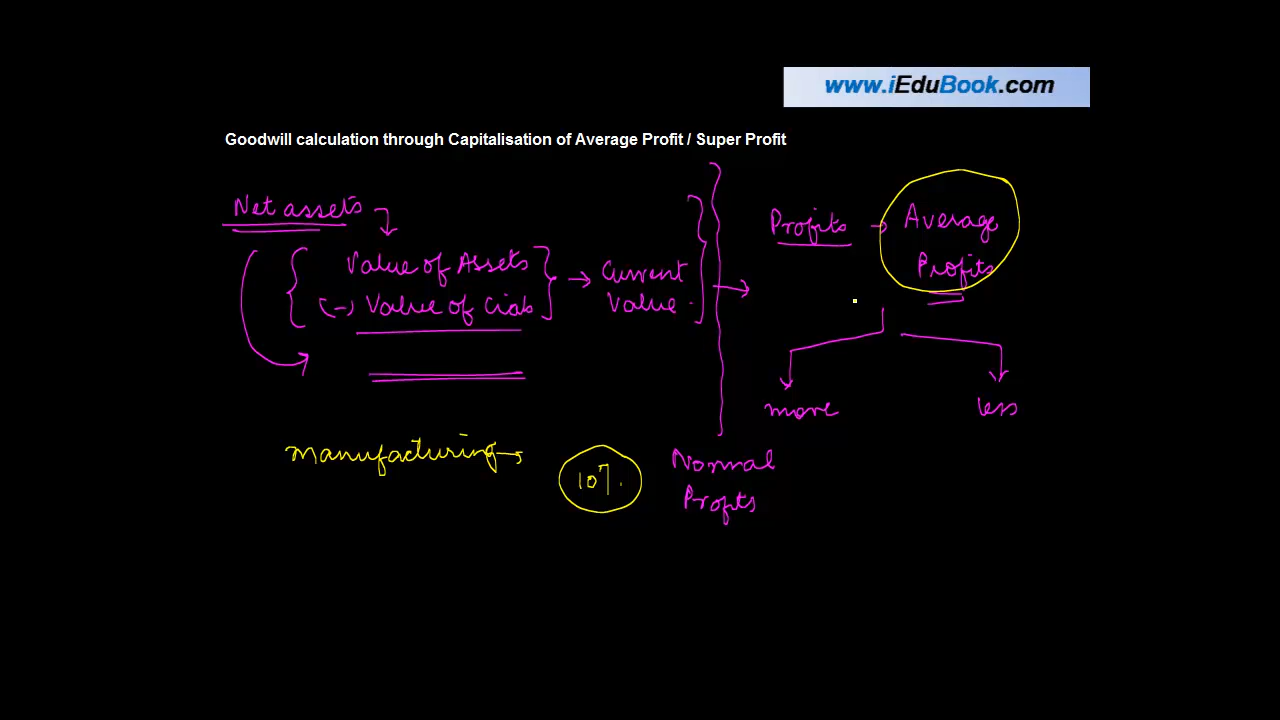 www.iEduBook.com
Goodwill calculation through Capitalisation of Average Profit / Super Profit
Net assets
Value of Assets
(-) Value of Liab
Current
Value
Profits → Average
Profits
more
less
manufacturing →
10%.
Normal
Profits